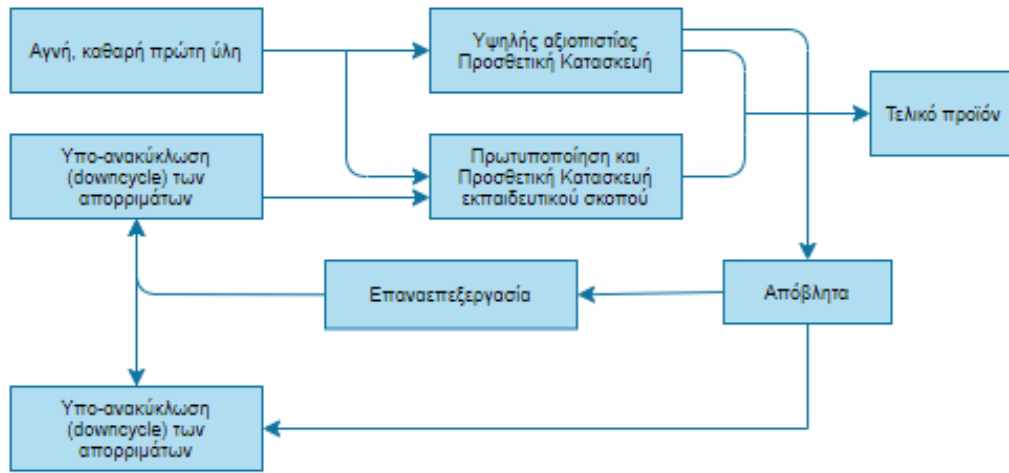 Αγνή, καθαρή πρώτη ύλη
Υψηλής αξιοπιστίας
Προσθετική Κατασκευή
Τελικό προϊόν
Υπο-ανακύκλωση
(downcycle) των
απορριμάτων
Πρωτυποποίηση και
Προσθετική Κατασκευή
εκπαιδευτικού σκοπού
Επαναεπεξεργασία
Απόβλητα
Υπο-ανακύκλωση
(downcycle) των
απορριμάτων